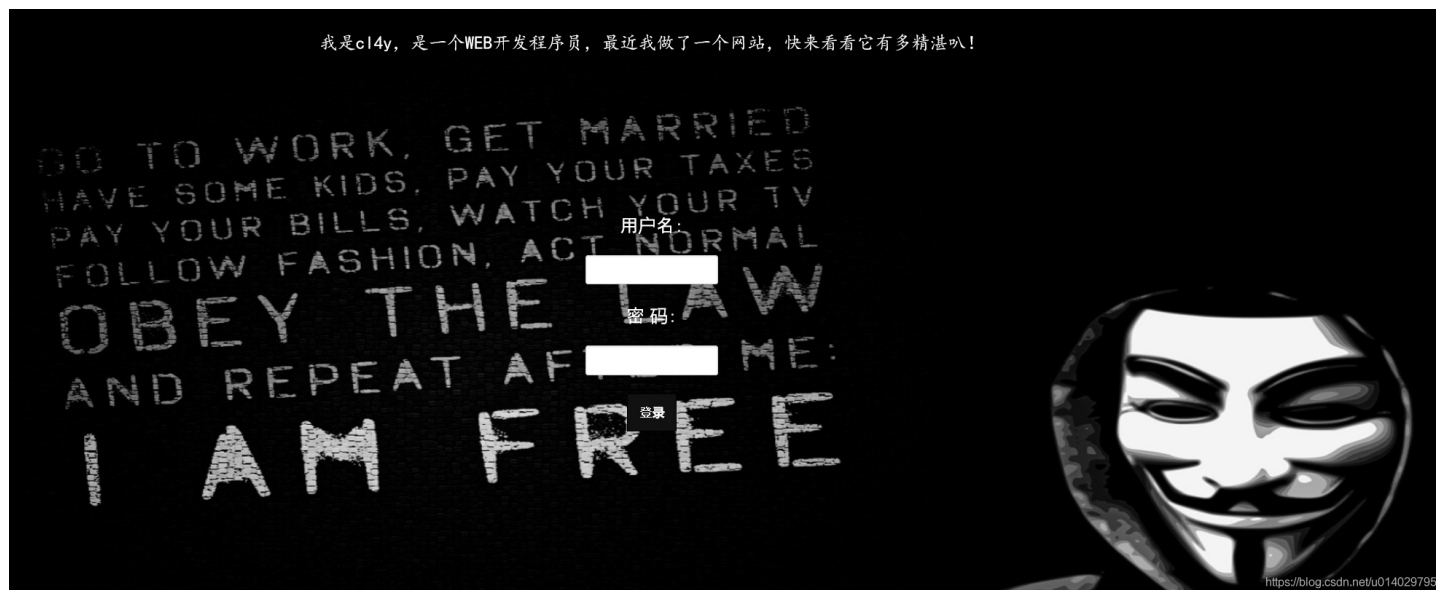 我是cl4y，是一个WEB开发程序员，最近我做了一个网站，快来看看它有多精湛叭！
GO TO WORK, GET MARRIED
HAVE SOME KIDS, PAY YOUR TAXES
PAY YOUR BILLS, WATCH YOUR TV
FOLLOW FASHION, ACT NORMAL
OBEY THE LAW
AND REPEAT AFTER ME:
I AM FREE
用户名：
密 码：
登录
https://blog.csdn.net/u014029795